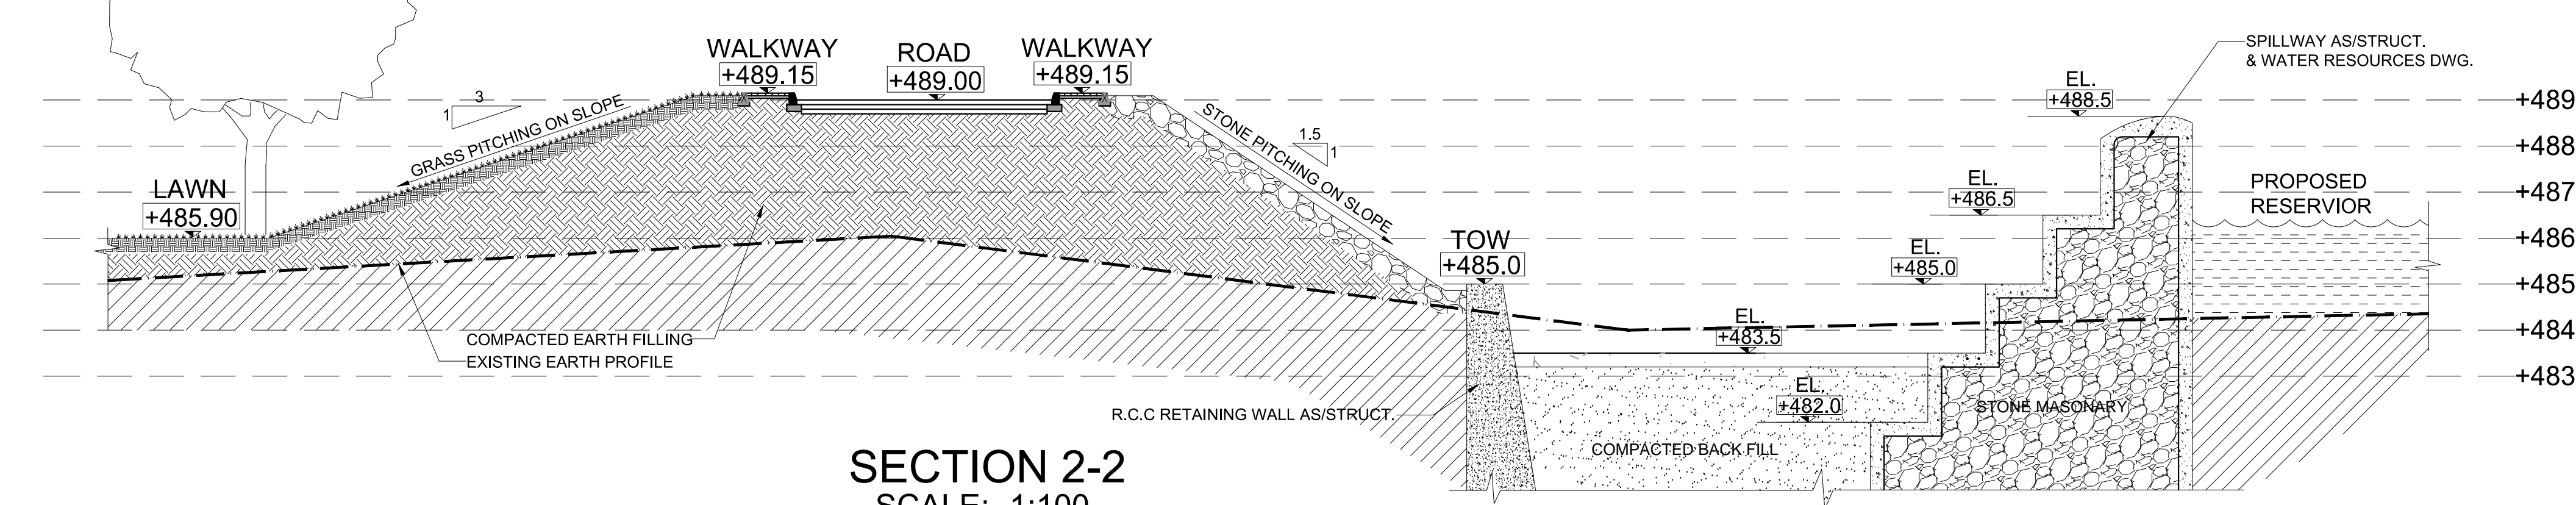 WALKWAY
+489.15
ROAD
+489.00
WALKWAY
+489.15
SPILLWAY AS/STRUCT.
& WATER RESOURCES DWG.
EL.
+488.5
3
1
GRASS PITCHING ON SLOPE
STONE PITCHING ON SLOPE
1.5
1
LAWN
+485.90
TOW
+485.0
EL.
+486.5
EL.
+485.0
EL.
+483.5
EL.
+482.0
PROPOSED
RESERVIOR
+489
+488
+487
+486
+485
+484
+483
COMPACTED EARTH FILLING
EXISTING EARTH PROFILE
R.C.C RETAINING WALL AS/STRUCT.
COMPACTED BACK FILL
STONE MASONARY
SECTION 2-2
SCALE: 1:100